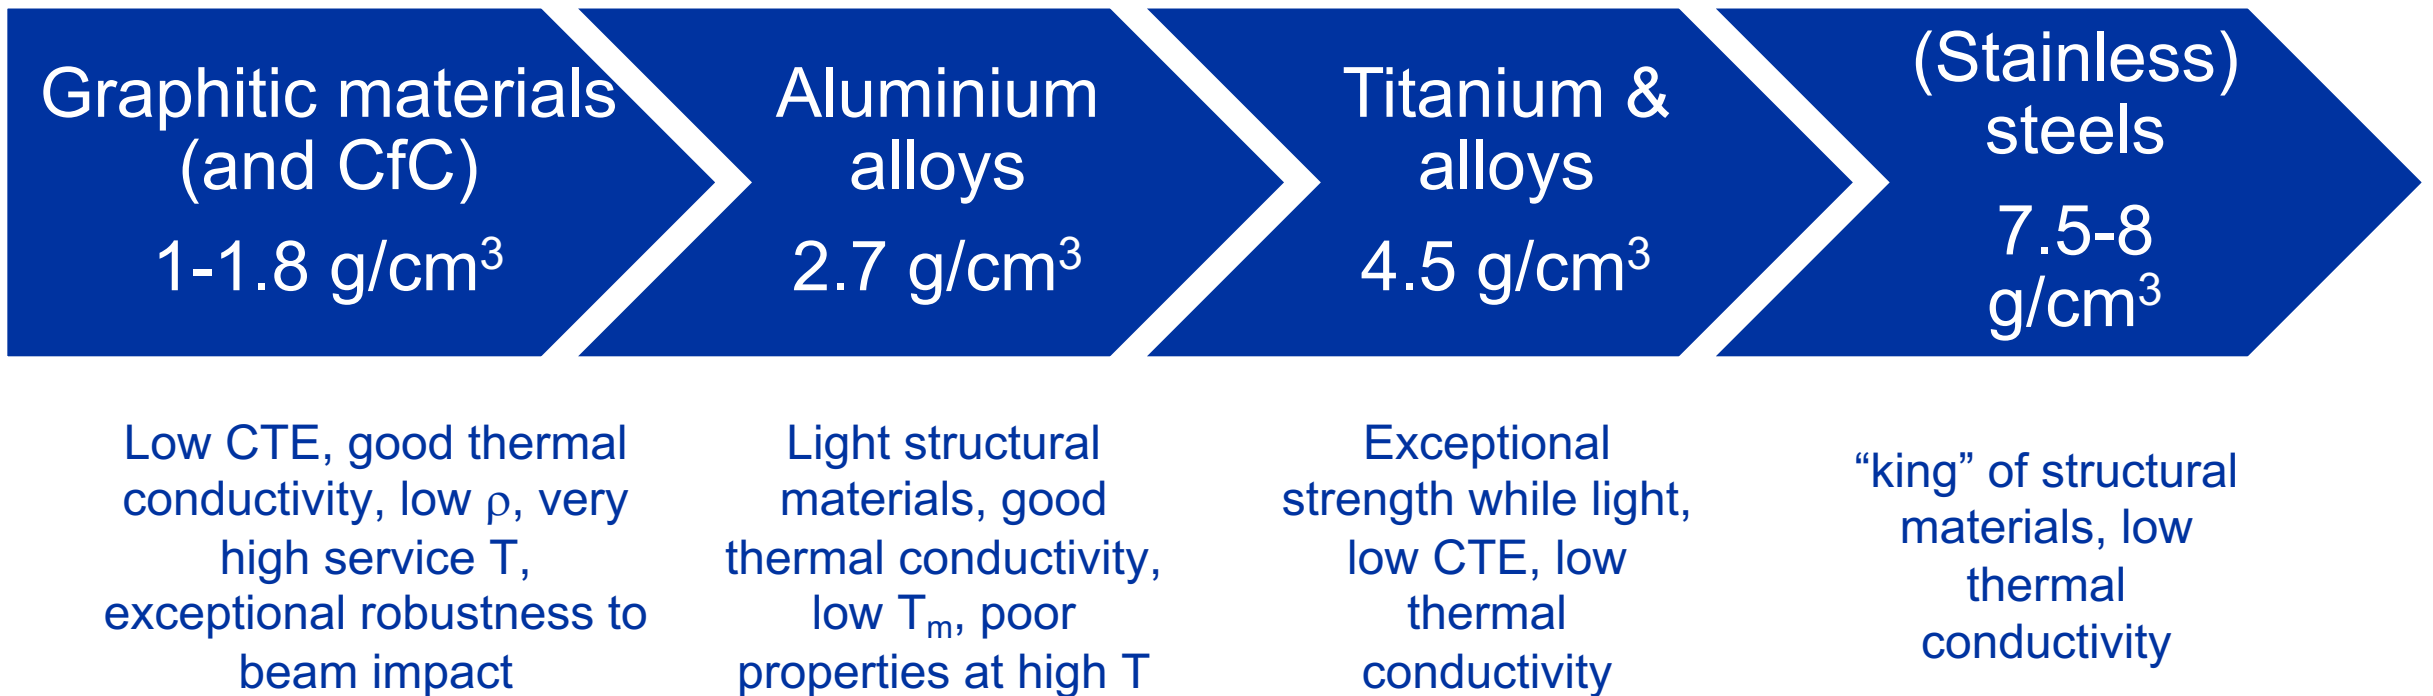 Graphitic materials
(and CfC)
1-1.8 g/cm³
Aluminium
alloys
2.7 g/cm³
Titanium &
alloys
4.5 g/cm³
(Stainless)
steels
7.5-8
g/cm³
Low CTE, good thermal
conductivity, low ρ, very
high service T,
exceptional robustness to
beam impact
Light structural
materials, good
thermal conductivity,
low Tₘ, poor
properties at high T
Exceptional
strength while light,
low CTE, low
thermal
conductivity
“king” of structural
materials, low
thermal
conductivity